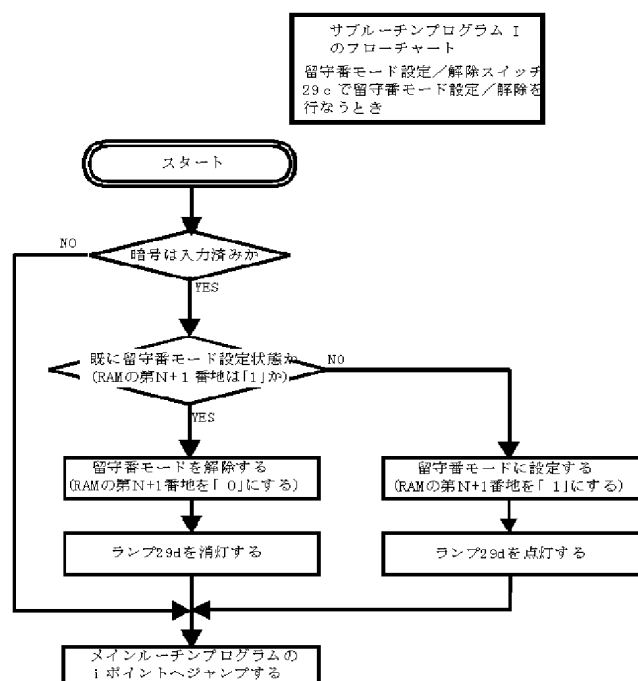 サブルーチンプログラム I
のフローチャート
留守番モード設定／解除スイッチ
29c で留守番モード設定／解除を
行なうとき
スタート
NO
暗号は入力済みか
YES
既に留守番モード設定状態か
(RAMの第N+1 番地は｢1｣か)
NO
YES
留守番モードを解除する
(RAMの第N+1番地を｢ 0｣にする)
留守番モードに設定する
(RAMの第N+1番地を｢ 1｣にする)
ランプ29dを消灯する
ランプ29dを点灯する
メインルーチンプログラムの
i ポイントへジャンプする